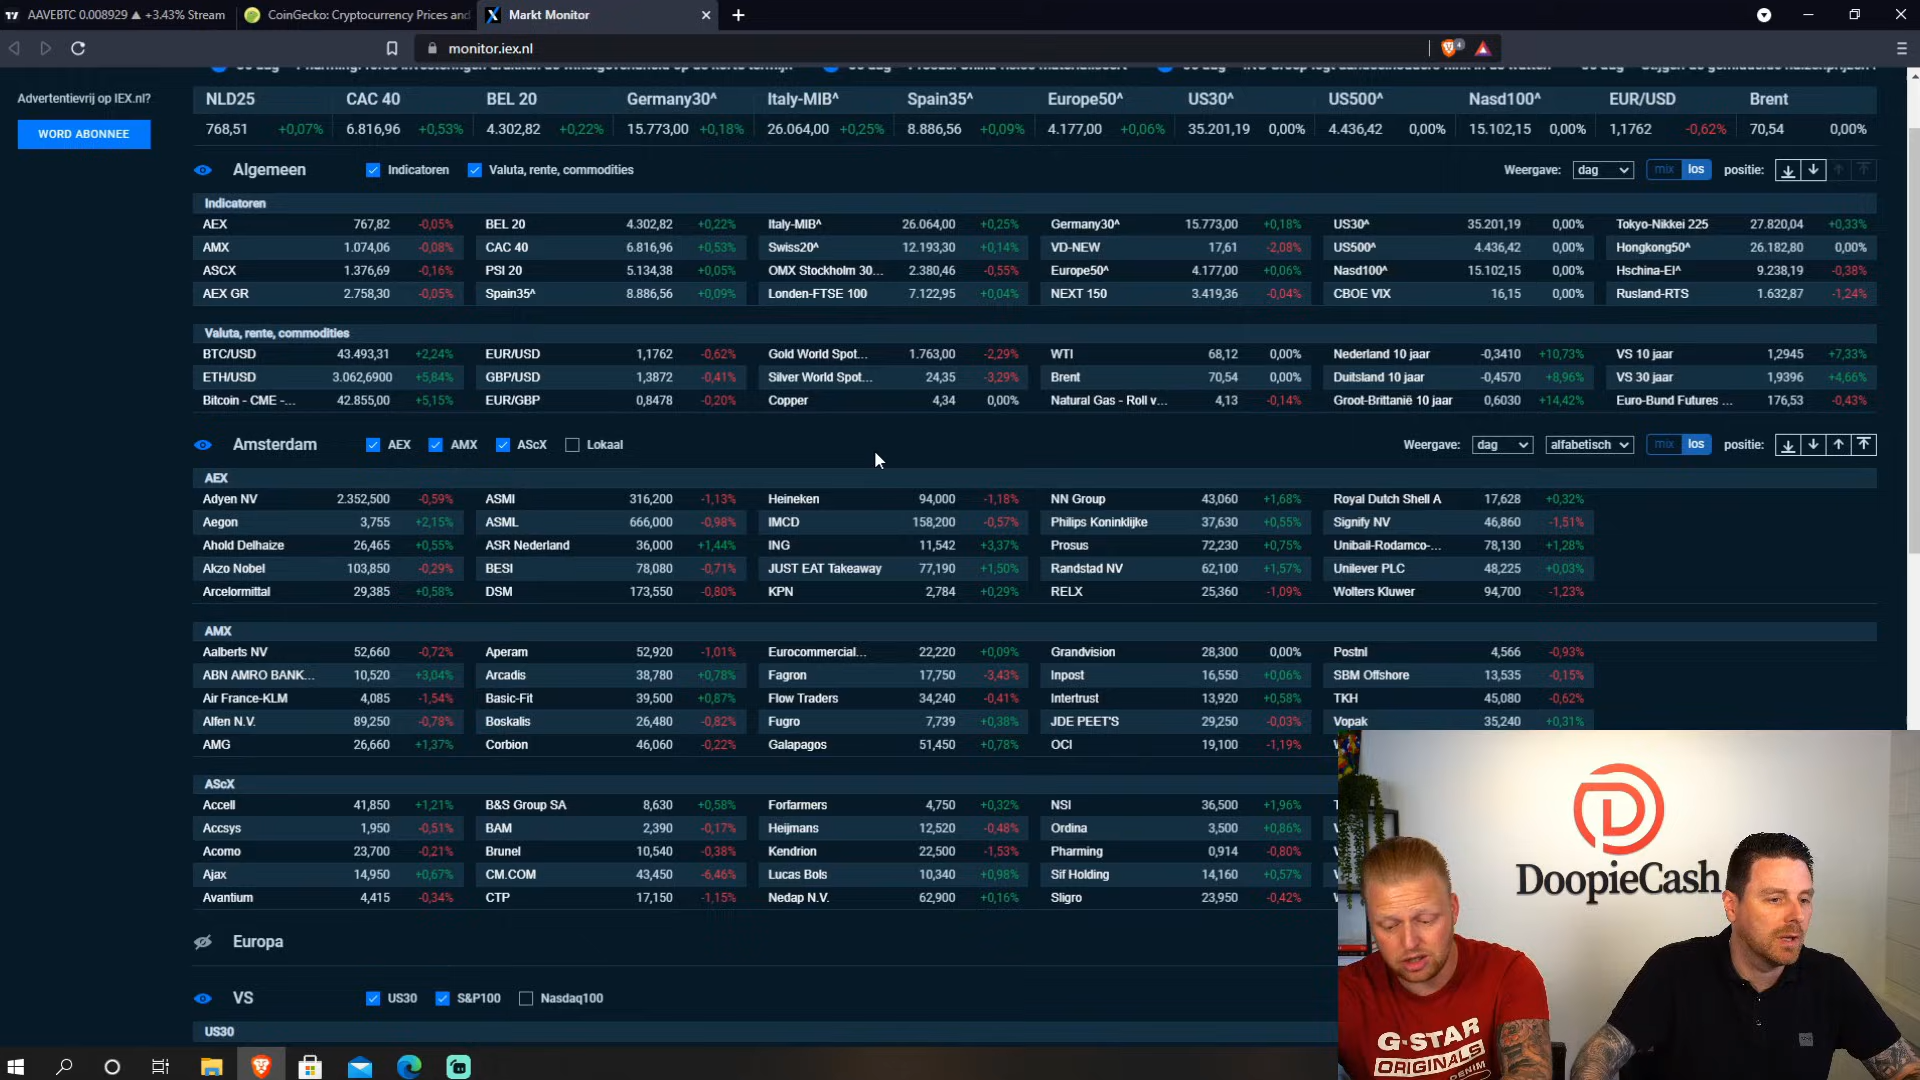 AAVEBTC 0.008929 ▲ +3.43% Stream
CoinGecko: Cryptocurrency Prices and
Markt Monitor
monitor.iex.nl
4
Advertentievrij op IEX.nl?
WORD ABONNEE
NLD25 CAC 40 BEL 20 Germany30^ Italy-MIB^ Spain35^ Europe50^ US30^ US500^ Nasd100^ EUR/USD Brent
768,51 +0,07% 6.816,96 +0,53% 4.302,82 +0,22% 15.773,00 +0,18% 26.064,00 +0,25% 8.886,56 +0,09% 4.177,00 +0,06% 35.201,19 0,00% 4.436,42 0,00% 15.102,15 0,00% 1,1762 -0,62% 70,54 0,00%
Algemeen Indicatoren Valuta, rente, commodities Weergave: dag mix los positie:
Indicatoren
AEX 767,82 -0,05% BEL 20 4.302,82 +0,22% Italy-MIB^ 26.064,00 +0,25% Germany30^ 15.773,00 +0,18% US30^ 35.201,19 0,00% Tokyo-Nikkei 225 27.820,04 +0,33%
AMX 1.074,06 -0,08% CAC 40 6.816,96 +0,53% Swiss20^ 12.193,30 +0,14% VD-NEW 17,61 -2,08% US500^ 4.436,42 0,00% Hongkong50^ 26.182,80 0,00%
ASCX 1.376,69 -0,16% PSI 20 5.134,38 +0,05% OMX Stockholm 30... 2.380,46 -0,55% Europe50^ 4.177,00 +0,06% Nasd100^ 15.102,15 0,00% Hschina-EI^ 9.238,19 -0,38%
AEX GR 2.758,30 -0,05% Spain35^ 8.886,56 +0,09% Londen-FTSE 100 7.122,95 +0,04% NEXT 150 3.419,36 -0,04% CBOE VIX 16,15 0,00% Rusland-RTS 1.632,87 -1,24%
Valuta, rente, commodities
BTC/USD 43.493,31 +2,24% EUR/USD 1,1762 -0,62% Gold World Spot... 1.763,00 -2,29% WTI 68,12 0,00% Nederland 10 jaar -0,3410 +10,73% VS 10 jaar 1,2945 +7,33%
ETH/USD 3.062,6900 +5,84% GBP/USD 1,3872 -0,41% Silver World Spot... 24,35 -3,29% Brent 70,54 0,00% Duitsland 10 jaar -0,4570 +8,96% VS 30 jaar 1,9396 +4,66%
Bitcoin - CME -... 42.855,00 +5,15% EUR/GBP 0,8478 -0,20% Copper 4,34 0,00% Natural Gas - Roll v... 4,13 -0,14% Groot-Brittanië 10 jaar 0,6030 +14,42% Euro-Bund Futures ... 176,53 -0,43%
Amsterdam AEX AMX AScX Lokaal Weergave: dag alfabetisch mix los positie:
AEX
Adyen NV 2.352,500 -0,59% ASMI 316,200 -1,13% Heineken 94,000 -1,18% NN Group 43,060 +1,68% Royal Dutch Shell A 17,628 +0,32%
Aegon 3,755 +2,15% ASML 666,000 -0,98% IMCD 158,200 -0,57% Philips Koninklijke 37,630 +0,55% Signify NV 46,860 -1,51%
Ahold Delhaize 26,465 +0,55% ASR Nederland 36,000 +1,44% ING 11,542 +3,37% Prosus 72,230 +0,75% Unibail-Rodamco-... 78,130 +1,28%
Akzo Nobel 103,850 -0,29% BESI 78,080 -0,71% JUST EAT Takeaway 77,190 +1,50% Randstad NV 62,100 +1,57% Unilever PLC 48,225 +0,03%
Arcelormittal 29,385 +0,58% DSM 173,550 -0,80% KPN 2,784 +0,29% RELX 25,360 -1,09% Wolters Kluwer 94,700 -1,23%
AMX
Aalberts NV 52,660 -0,72% Aperam 52,920 -1,01% Eurocommercial... 22,220 +0,09% Grandvision 28,300 0,00% Postnl 4,566 -0,93%
ABN AMRO BANK... 10,520 +3,04% Arcadis 38,780 +0,78% Fagron 17,750 -3,43% Inpost 16,550 +0,06% SBM Offshore 13,535 -0,15%
Air France-KLM 4,085 -1,54% Basic-Fit 39,500 +0,87% Flow Traders 34,240 -0,41% Intertrust 13,920 +0,58% TKH 45,080 -0,62%
Alfen N.V. 89,250 -0,78% Boskalis 26,480 -0,82% Fugro 7,739 +0,38% JDE PEET'S 29,250 -0,03% Vopak 35,240 +0,31%
AMG 26,660 +1,37% Corbion 46,060 -0,22% Galapagos 51,450 +0,78% OCI 19,100 -1,19%
AScX
Accell 41,850 +1,21% B&S Group SA 8,630 +0,58% Forfarmers 4,750 +0,32% NSI 36,500 +1,96%
Accsys 1,950 -0,51% BAM 2,390 -0,17% Heijmans 12,520 -0,48% Ordina 3,500 +0,86%
Acomo 23,700 -0,21% Brunel 10,540 -0,38% Kendrion 22,500 -1,53% Pharming 0,914 -0,80%
Ajax 14,950 +0,67% CM.COM 43,450 -6,46% Lucas Bols 10,340 +0,98% Sif Holding 14,160 +0,57%
Avantium 4,415 -0,34% CTP 17,150 -1,15% Nedap N.V. 62,900 +0,16% Sligro 23,950 -0,42%
Europa
VS US30 S&P100 Nasdaq100
US30
DoopieCash
G-STAR
ORIGINALS
DENIM